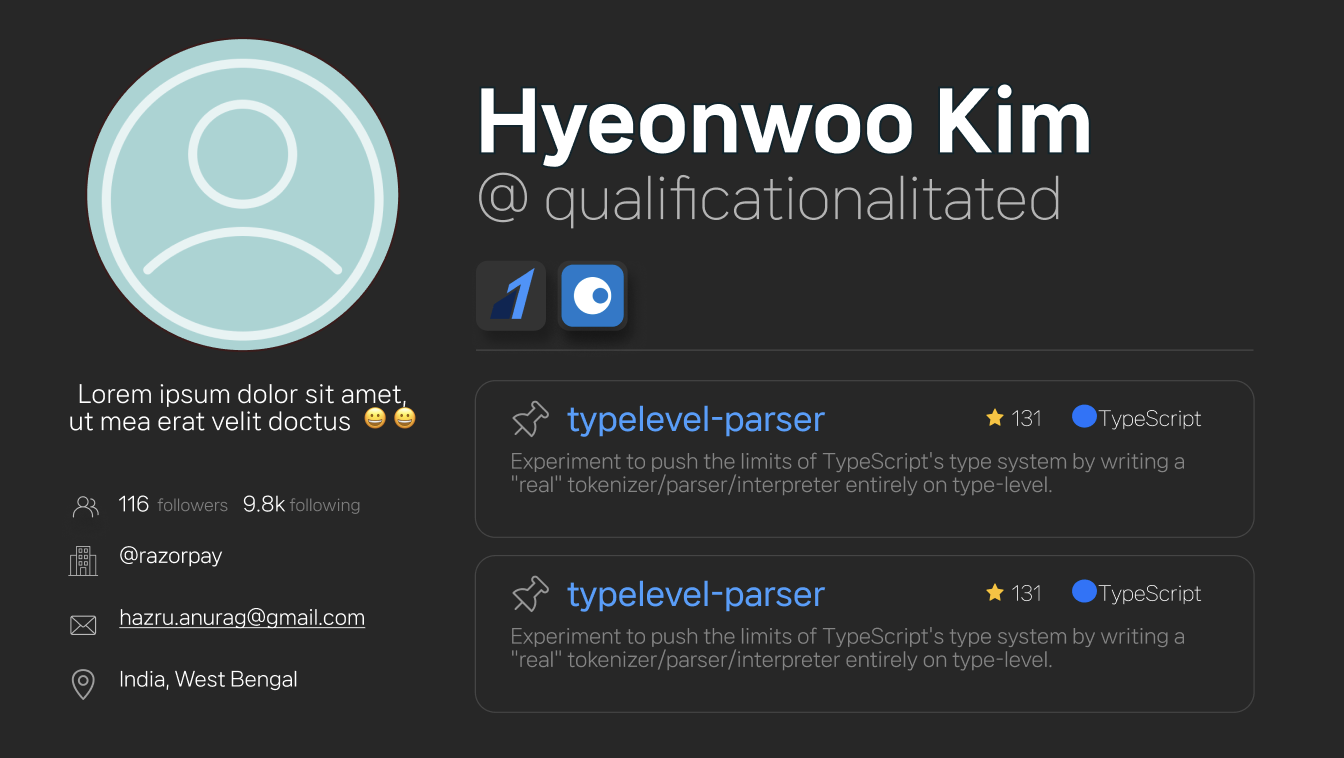 Hyeonwoo Kim
@ qualificationalitated
Lorem ipsum dolor sit amet,
ut mea erat velit doctus 😀 😀
116 followers 9.8k following
@razorpay
hazru.anurag@gmail.com
India, West Bengal
typelevel-parser ⭐ 131 TypeScript
Experiment to push the limits of TypeScript's type system by writing a
"real" tokenizer/parser/interpreter entirely on type-level.
typelevel-parser ⭐ 131 TypeScript
Experiment to push the limits of TypeScript's type system by writing a
"real" tokenizer/parser/interpreter entirely on type-level.